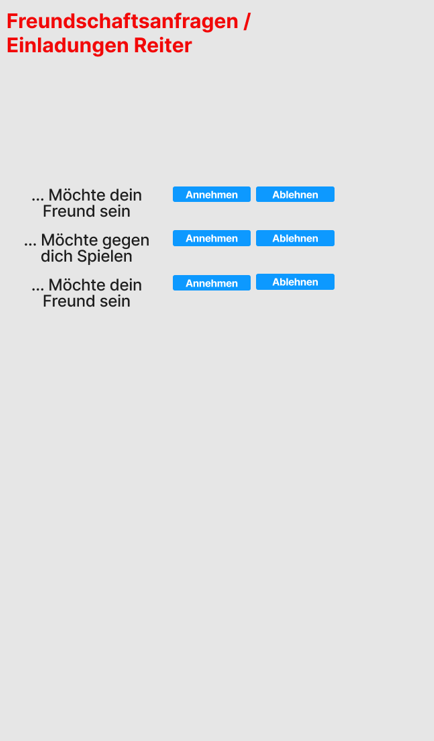 Freundschaftsanfragen /
Einladungen Reiter
... Möchte dein
Freund sein
Annehmen
Ablehnen
... Möchte gegen
dich Spielen
Annehmen
Ablehnen
... Möchte dein
Freund sein
Annehmen
Ablehnen